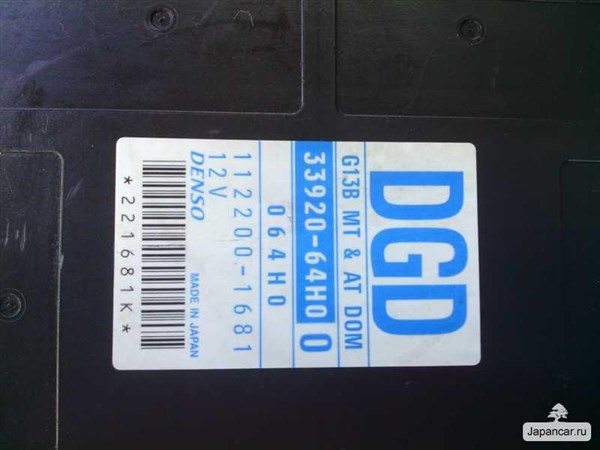 DGD
G13B MT & AT DOM
33920-64H0 0
064H0
112200-1681
12V
DENSO MADE IN JAPAN
*221681K*
Japancar.ru